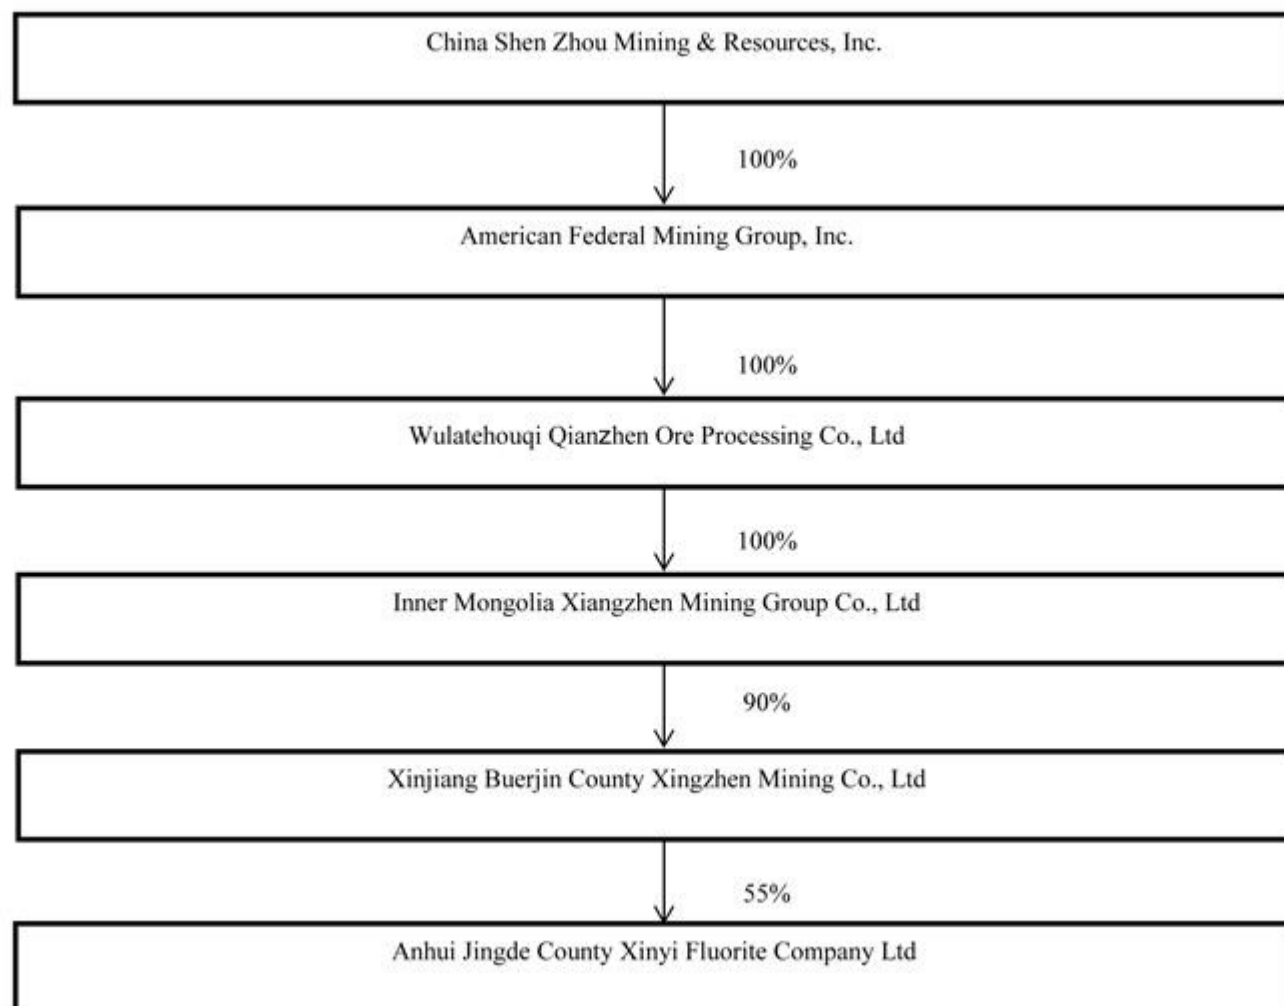 China Shen Zhou Mining & Resources, Inc.
100%
American Federal Mining Group, Inc.
100%
Wulatehouqi Qianzhen Ore Processing Co., Ltd
100%
Inner Mongolia Xiangzhen Mining Group Co., Ltd
90%
Xinjiang Buerjin County Xingzhen Mining Co., Ltd
55%
Anhui Jingde County Xinyi Fluorite Company Ltd